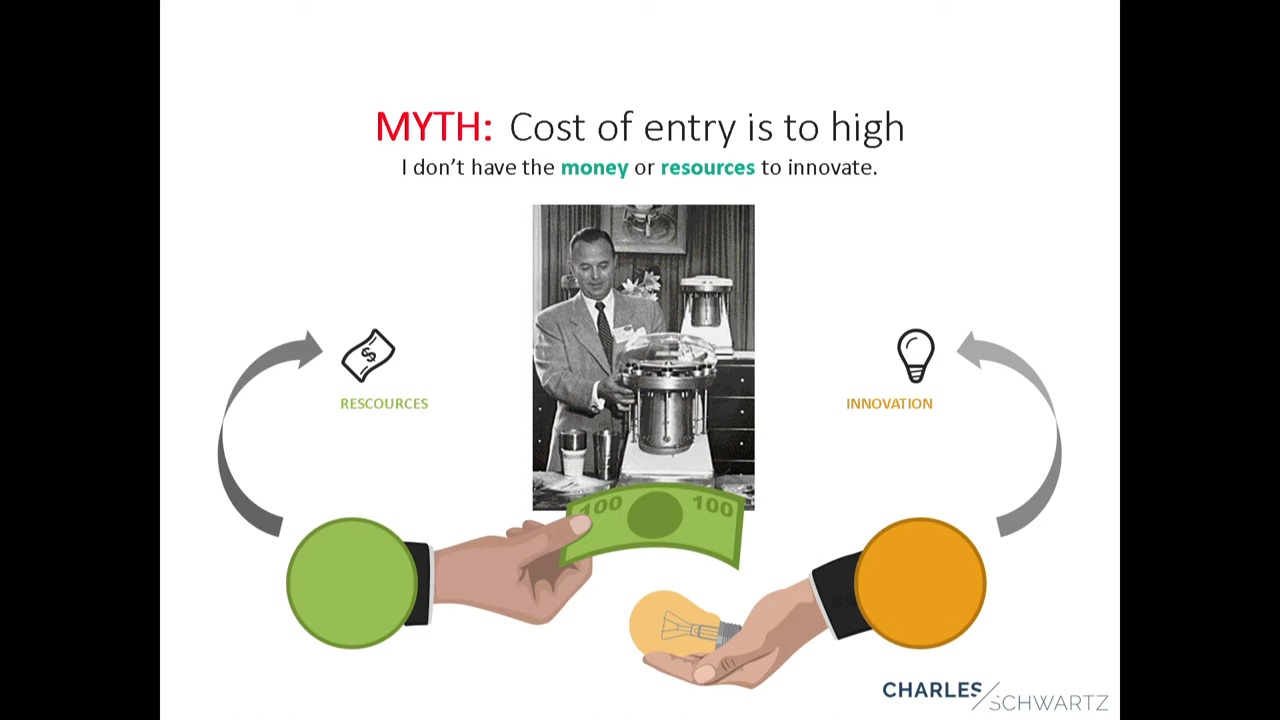 MYTH: Cost of entry is to high
I don't have the money or resources to innovate.
$
RESCOURCES
INNOVATION
100 100
CHARLES/SCHWARTZ